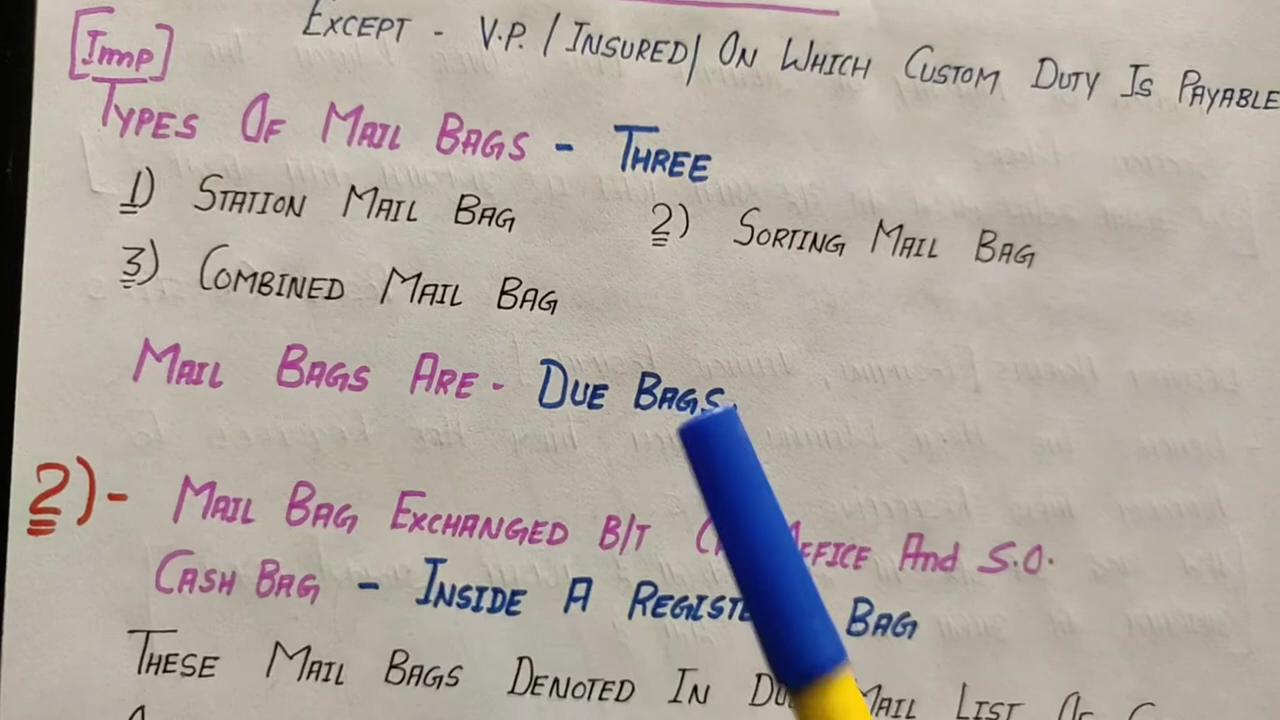 EXCEPT - V.P. / INSURED / ON WHICH CUSTOM DUTY IS PAYABLE
[Imp]
TYPES OF MAIL BAGS - THREE
1) STATION MAIL BAG 2) SORTING MAIL BAG
3) COMBINED MAIL BAG
MAIL BAGS ARE - DUE BAGS.
2)- MAIL BAG EXCHANGED B/T OFFICE AND S.O.
CASH BAG - INSIDE A BAG
THESE MAIL BAGS DENOTED IN MAIL LIST OF